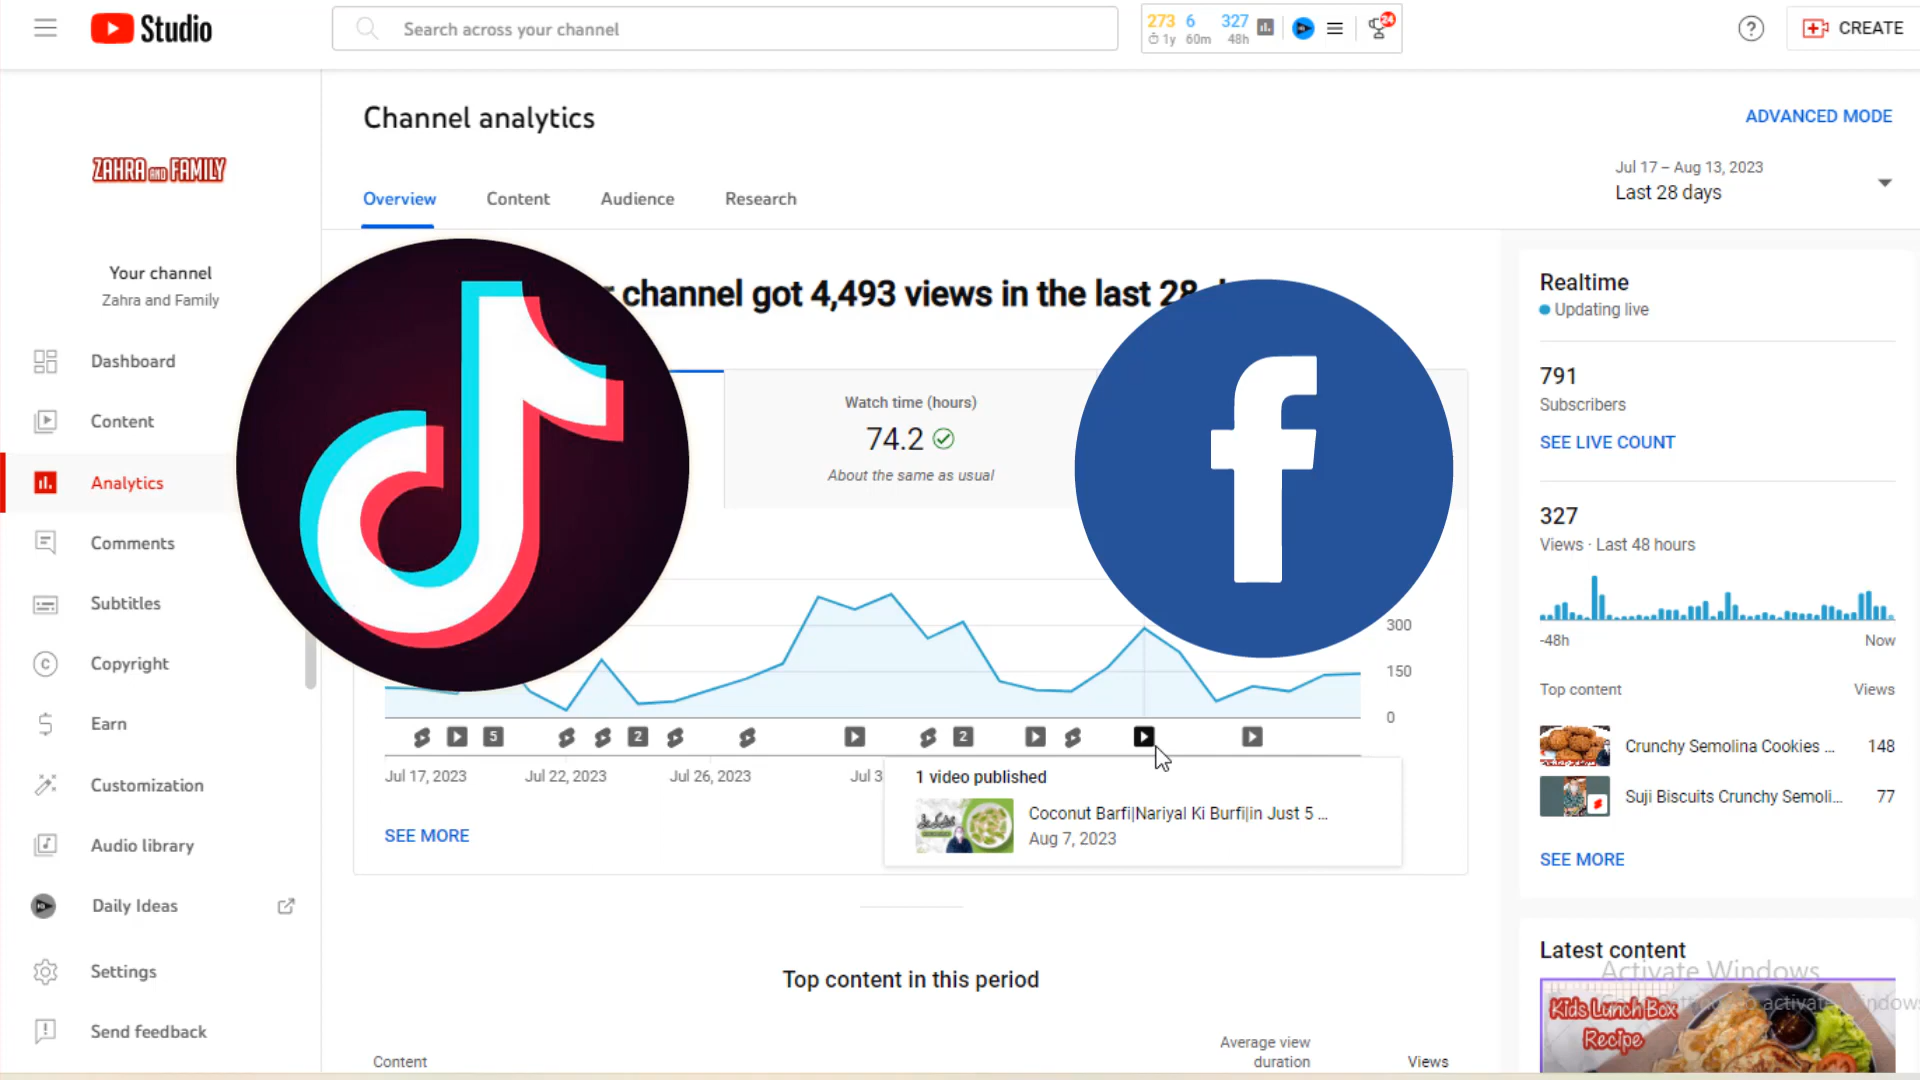 Studio
Search across your channel
273 6 327
1y 60m 48h
24
CREATE
Channel analytics
ADVANCED MODE
Jul 17 – Aug 13, 2023
Last 28 days
ZAHRA AND FAMILY
Overview Content Audience Research
Your channel
Zahra and Family
channel got 4,493 views in the last 28
Dashboard
Content
Analytics
Comments
Subtitles
Copyright
Earn
Customization
Audio library
Daily Ideas
Settings
Send feedback
Watch time (hours)
74.2
About the same as usual
f
300
150
0
5 2 2
Jul 17, 2023 Jul 22, 2023 Jul 26, 2023 Jul 3
1 video published
Coconut Barfi|Nariyal Ki Burfi|in Just 5 ...
Aug 7, 2023
SEE MORE
Top content in this period
Content
Average view
duration
Views
Realtime
Updating live
791
Subscribers
SEE LIVE COUNT
327
Views · Last 48 hours
-48h Now
Top content Views
Crunchy Semolina Cookies ... 148
Suji Biscuits Crunchy Semoli... 77
SEE MORE
Latest content
Activate Windows
Kids Lunch Box
Recipe